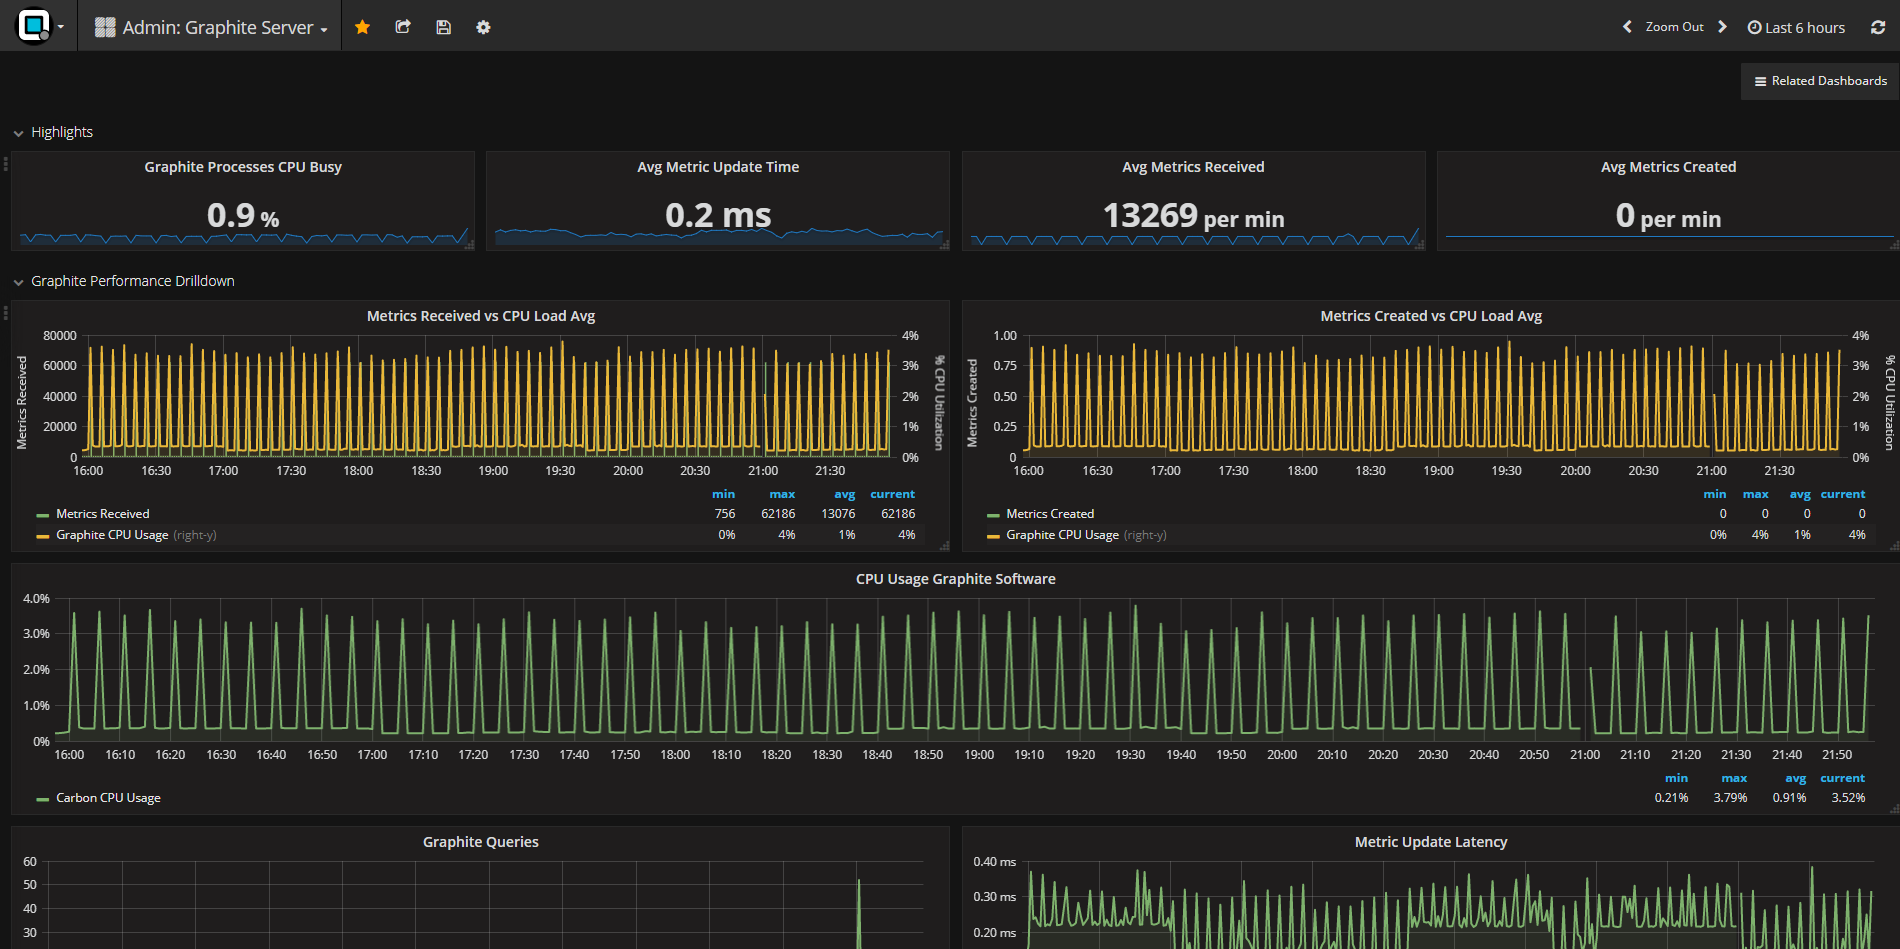 Admin: Graphite Server
Zoom Out
Last 6 hours
Related Dashboards
Highlights
Graphite Processes CPU Busy
0.9 %
Avg Metric Update Time
0.2 ms
Avg Metrics Received
13269 per min
Avg Metrics Created
0 per min
Graphite Performance Drilldown
Metrics Received vs CPU Load Avg
Metrics Received
80000
60000
40000
20000
0
4%
3%
2%
1%
0%
% CPU Utilization
16:00 16:30 17:00 17:30 18:00 18:30 19:00 19:30 20:00 20:30 21:00 21:30
min max avg current
Metrics Received 756 62186 13076 62186
Graphite CPU Usage (right-y) 0% 4% 1% 4%
Metrics Created vs CPU Load Avg
Metrics Created
1.00
0.75
0.50
0.25
0
4%
3%
2%
1%
0%
% CPU Utilization
16:00 16:30 17:00 17:30 18:00 18:30 19:00 19:30 20:00 20:30 21:00 21:30
min max avg current
Metrics Created 0 0 0 0
Graphite CPU Usage (right-y) 0% 4% 1% 4%
CPU Usage Graphite Software
4.0%
3.0%
2.0%
1.0%
0%
16:00 16:10 16:20 16:30 16:40 16:50 17:00 17:10 17:20 17:30 17:40 17:50 18:00 18:10 18:20 18:30 18:40 18:50 19:00 19:10 19:20 19:30 19:40 19:50 20:00 20:10 20:20 20:30 20:40 20:50 21:00 21:10 21:20 21:30 21:40 21:50
min max avg current
Carbon CPU Usage 0.21% 3.79% 0.91% 3.52%
Graphite Queries
60
50
40
30
Metric Update Latency
0.40 ms
0.30 ms
0.20 ms